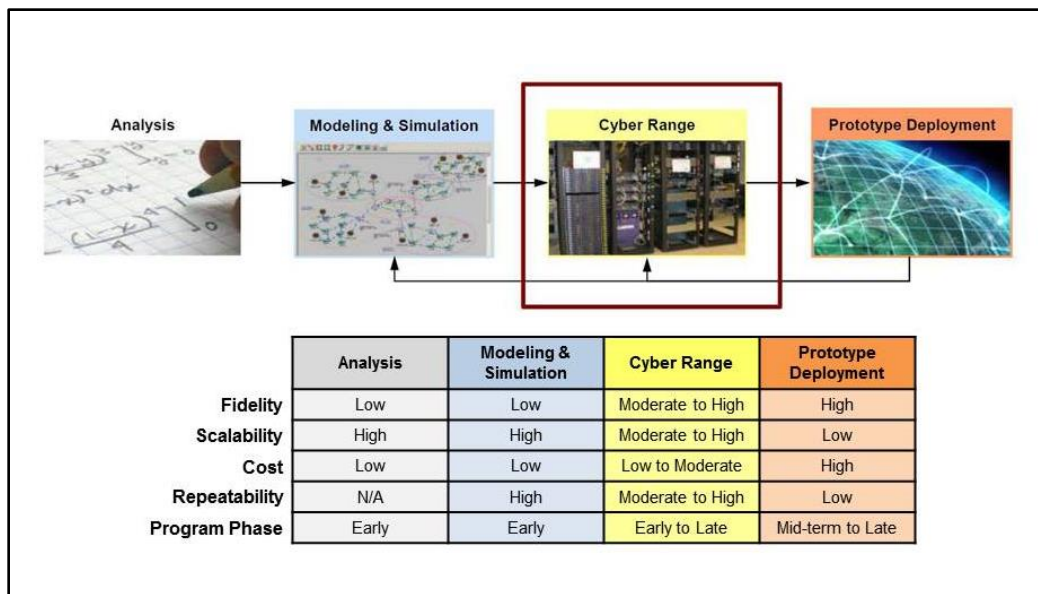 Analysis
Modeling & Simulation
Cyber Range
Prototype Deployment
Analysis
Modeling &
Simulation
Cyber Range
Prototype
Deployment
Fidelity Low Low Moderate to High High
Scalability High High Moderate to High Low
Cost Low Low Low to Moderate High
Repeatability N/A High Moderate to High Low
Program Phase Early Early Early to Late Mid-term to Late